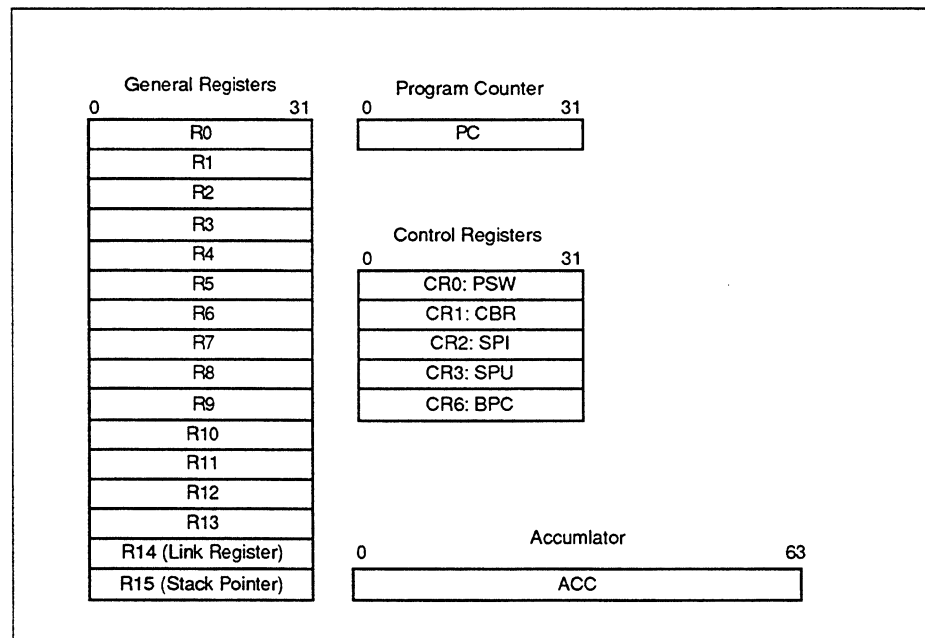 General Registers
0 31
R0
R1
R2
R3
R4
R5
R6
R7
R8
R9
R10
R11
R12
R13
R14 (Link Register)
R15 (Stack Pointer)
Program Counter
0 31
PC
Control Registers
0 31
CR0: PSW
CR1: CBR
CR2: SPI
CR3: SPU
CR6: BPC
Accumlator
0 63
ACC